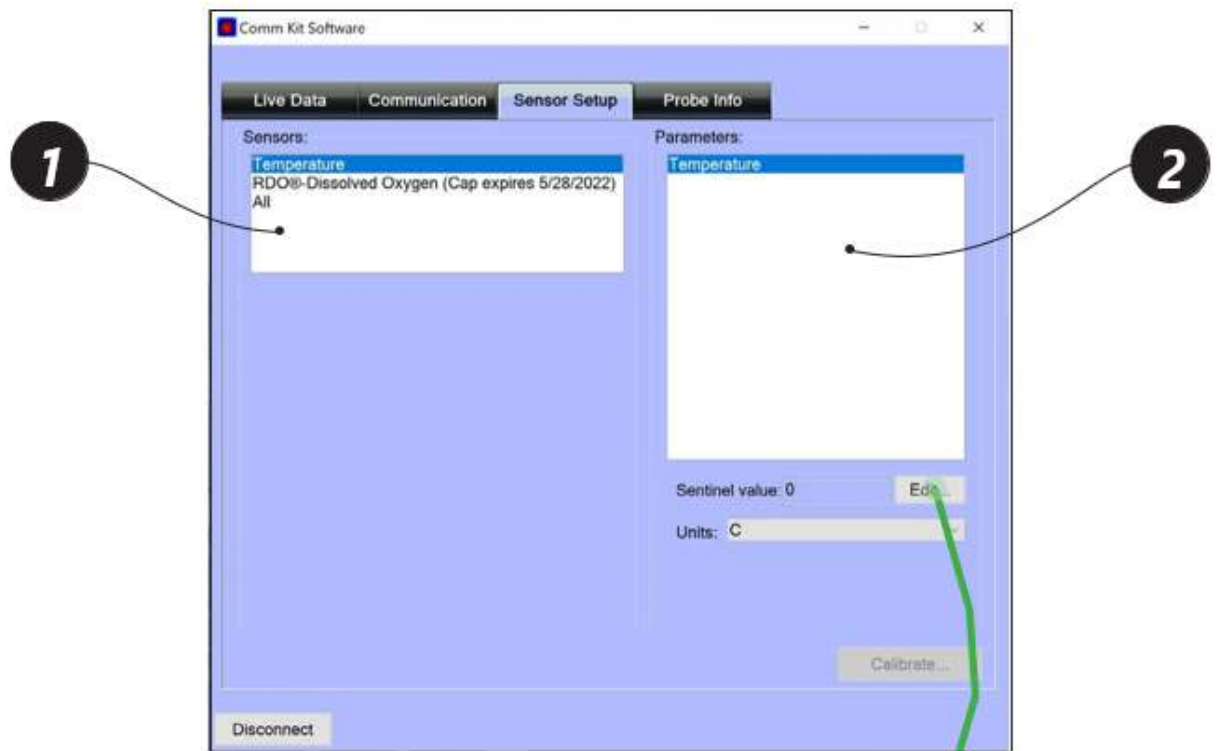 Comm Kit Software
Live Data
Communication
Sensor Setup
Probe Info
1
Sensors:
Temperature
RDO®-Dissolved Oxygen (Cap expires 5/28/2022)
All
2
Parameters:
Temperature
Sentinel value: 0
Units: C
Calibrate...
Disconnect